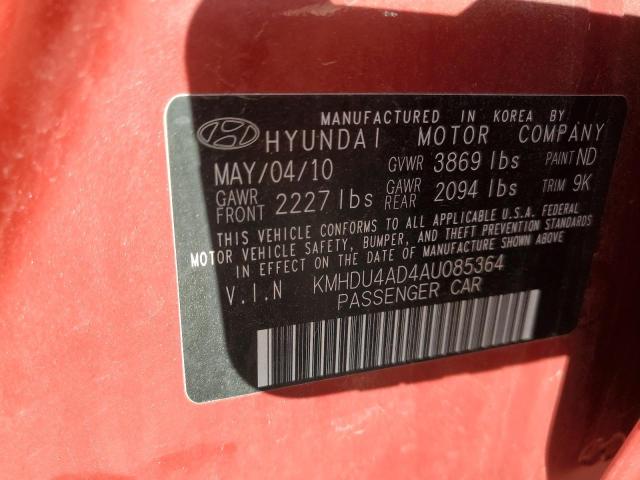 MANUFACTURED IN KOREA BY
HYUNDAI MOTOR COMPANY
MAY/04/10 GVWR 3869 lbs PAINT ND
GAWR FRONT 2227 lbs GAWR REAR 2094 lbs TRIM 9K
THIS VEHICLE CONFORMS TO ALL APPLICABLE U.S.A. FEDERAL
MOTOR VEHICLE SAFETY, BUMPER, AND THEFT PREVENTION STANDARDS
IN EFFECT ON THE DATE OF MANUFACTURE SHOWN ABOVE
V.I.N KMHDU4AD4AU085364
PASSENGER CAR